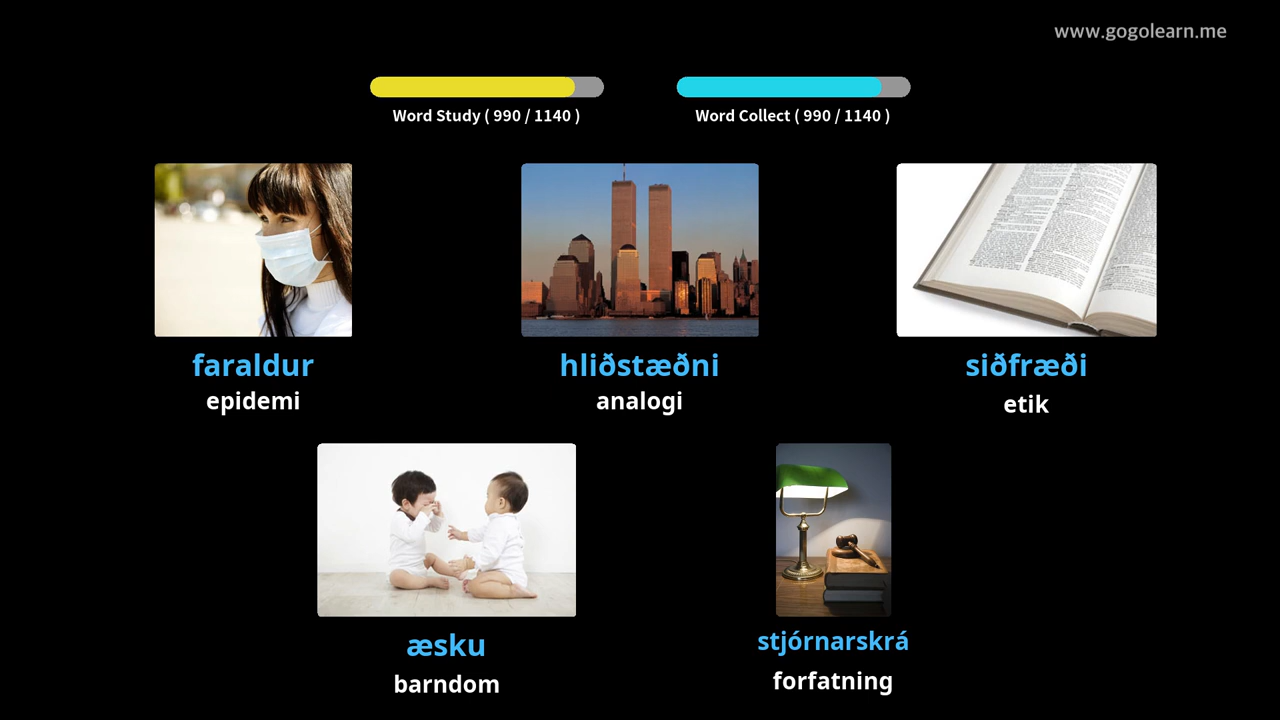 www.gogolearn.me
Word Study ( 990 / 1140 )
Word Collect ( 990 / 1140 )
faraldur
epidemi
hliðstæðni
analogi
siðfræði
etik
æsku
barndom
stjórnarskrá
forfatning